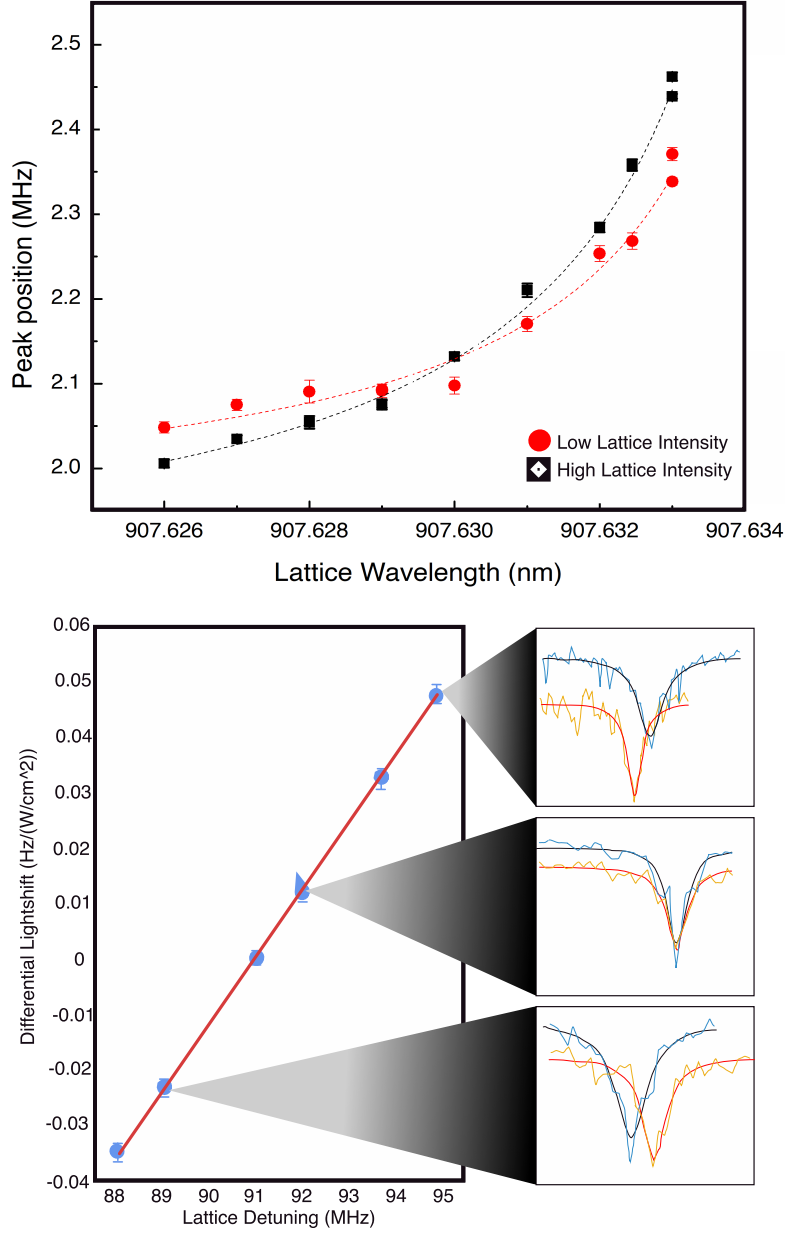 2.5
2.4
2.3
2.2
2.1
2.0
Peak position (MHz)
Low Lattice Intensity
High Lattice Intensity
907.626 907.628 907.630 907.632 907.634
Lattice Wavelength (nm)
0.06
0.05
0.04
0.03
0.02
0.01
0
-0.01
-0.02
-0.03
-0.04
Differential Lightshift (Hz/(W/cm^2))
88 89 90 91 92 93 94 95
Lattice Detuning (MHz)